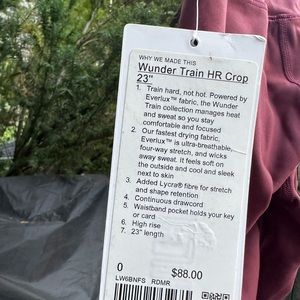 WHY WE MADE THIS
Wunder Train HR Crop
23"
1. Train hard, not hot. Powered by
Everlux™ fabric, the Wunder
Train collection manages heat
and sweat so you stay
comfortable and focused
2. Our fastest drying fabric,
Everlux™ is ultra-breathable,
four-way stretch, and wicks
away sweat. It feels soft on
the outside and cool and sleek
next to skin
3. Added Lycra® fibre for stretch
and shape retention
4. Continuous drawcord
5. Waistband pocket holds your key
or card
6. High rise
7. 23" length
0
$88.00
LW6BNFS RDMR